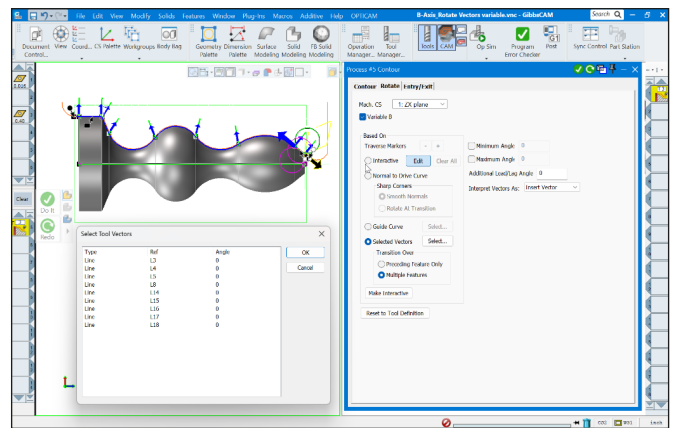 File Edit View Modify Solids Features Window Plug-Ins Macros Additive Help OPTICAM
B-Axis_Rotate Vectors variable.vnc - GibbsCAM
Search
Document Control...
View
Coord...
CS Palette
Workgroups
Body Bag
Geometry Palette
Dimension Palette
Surface Modeling
Solid Modeling
FB Solid Modeling
Operation Manager...
Tool Manager...
Tools
CAM
Op Sim
Program Error Checker
Post
Sync Control
Part Station
Process #5 Contour
Contour Rotate Entry/Exit
Mach. CS 1: ZX plane
Variable B
Based On
Traverse Markers - +
Interactive Edit Clear All
Normal to Drive Curve
Sharp Corners
Smooth Normals
Rotate At Transition
Guide Curve Select...
Selected Vectors Select...
Transition Over
Preceding Feature Only
Multiple Features
Make Interactive
Reset to Tool Definition
Minimum Angle 0
Maximum Angle 0
Additional Lead/Lag Angle 0
Interpret Vectors As: Insert Vector
Clear
Do It
Redo
Select Tool Vectors
Type Ref Angle
Line L3 0
Line L4 0
Line L5 0
Line L8 0
Line L14 0
Line L15 0
Line L16 0
Line L17 0
Line L18 0
OK
Cancel
L
Inch